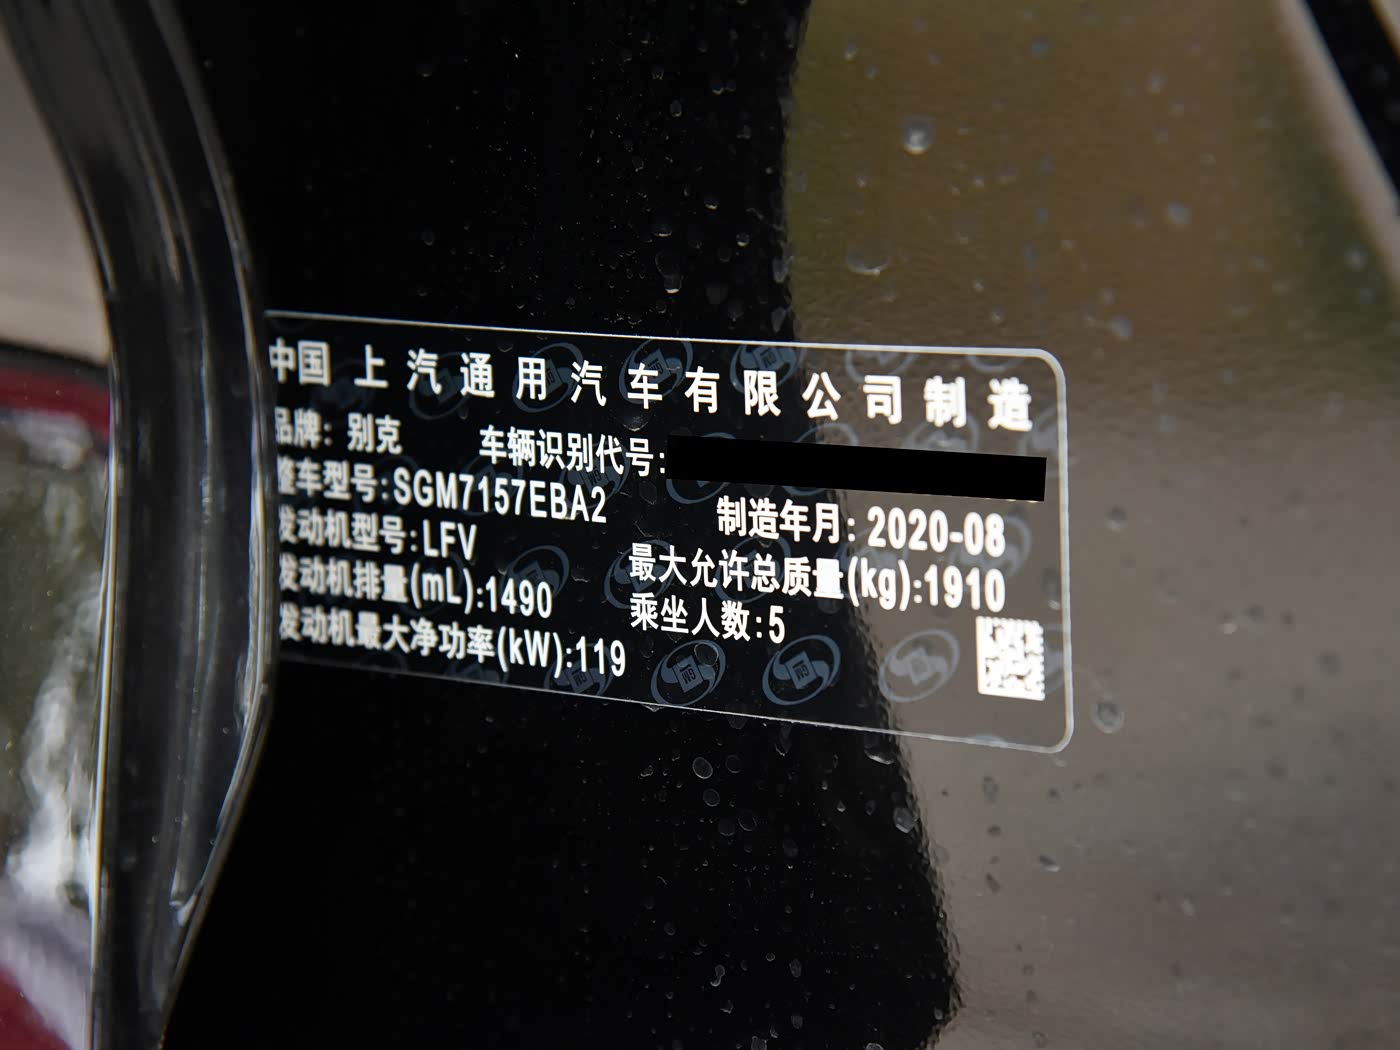 中国上汽通用汽车有限公司制造
品牌: 别克 车辆识别代号:
整车型号:SGM7157EBA2 制造年月: 2020-08
发动机型号:LFV 最大允许总质量(kg):1910
发动机排量(mL):1490 乘坐人数:5
发动机最大净功率(kW):119